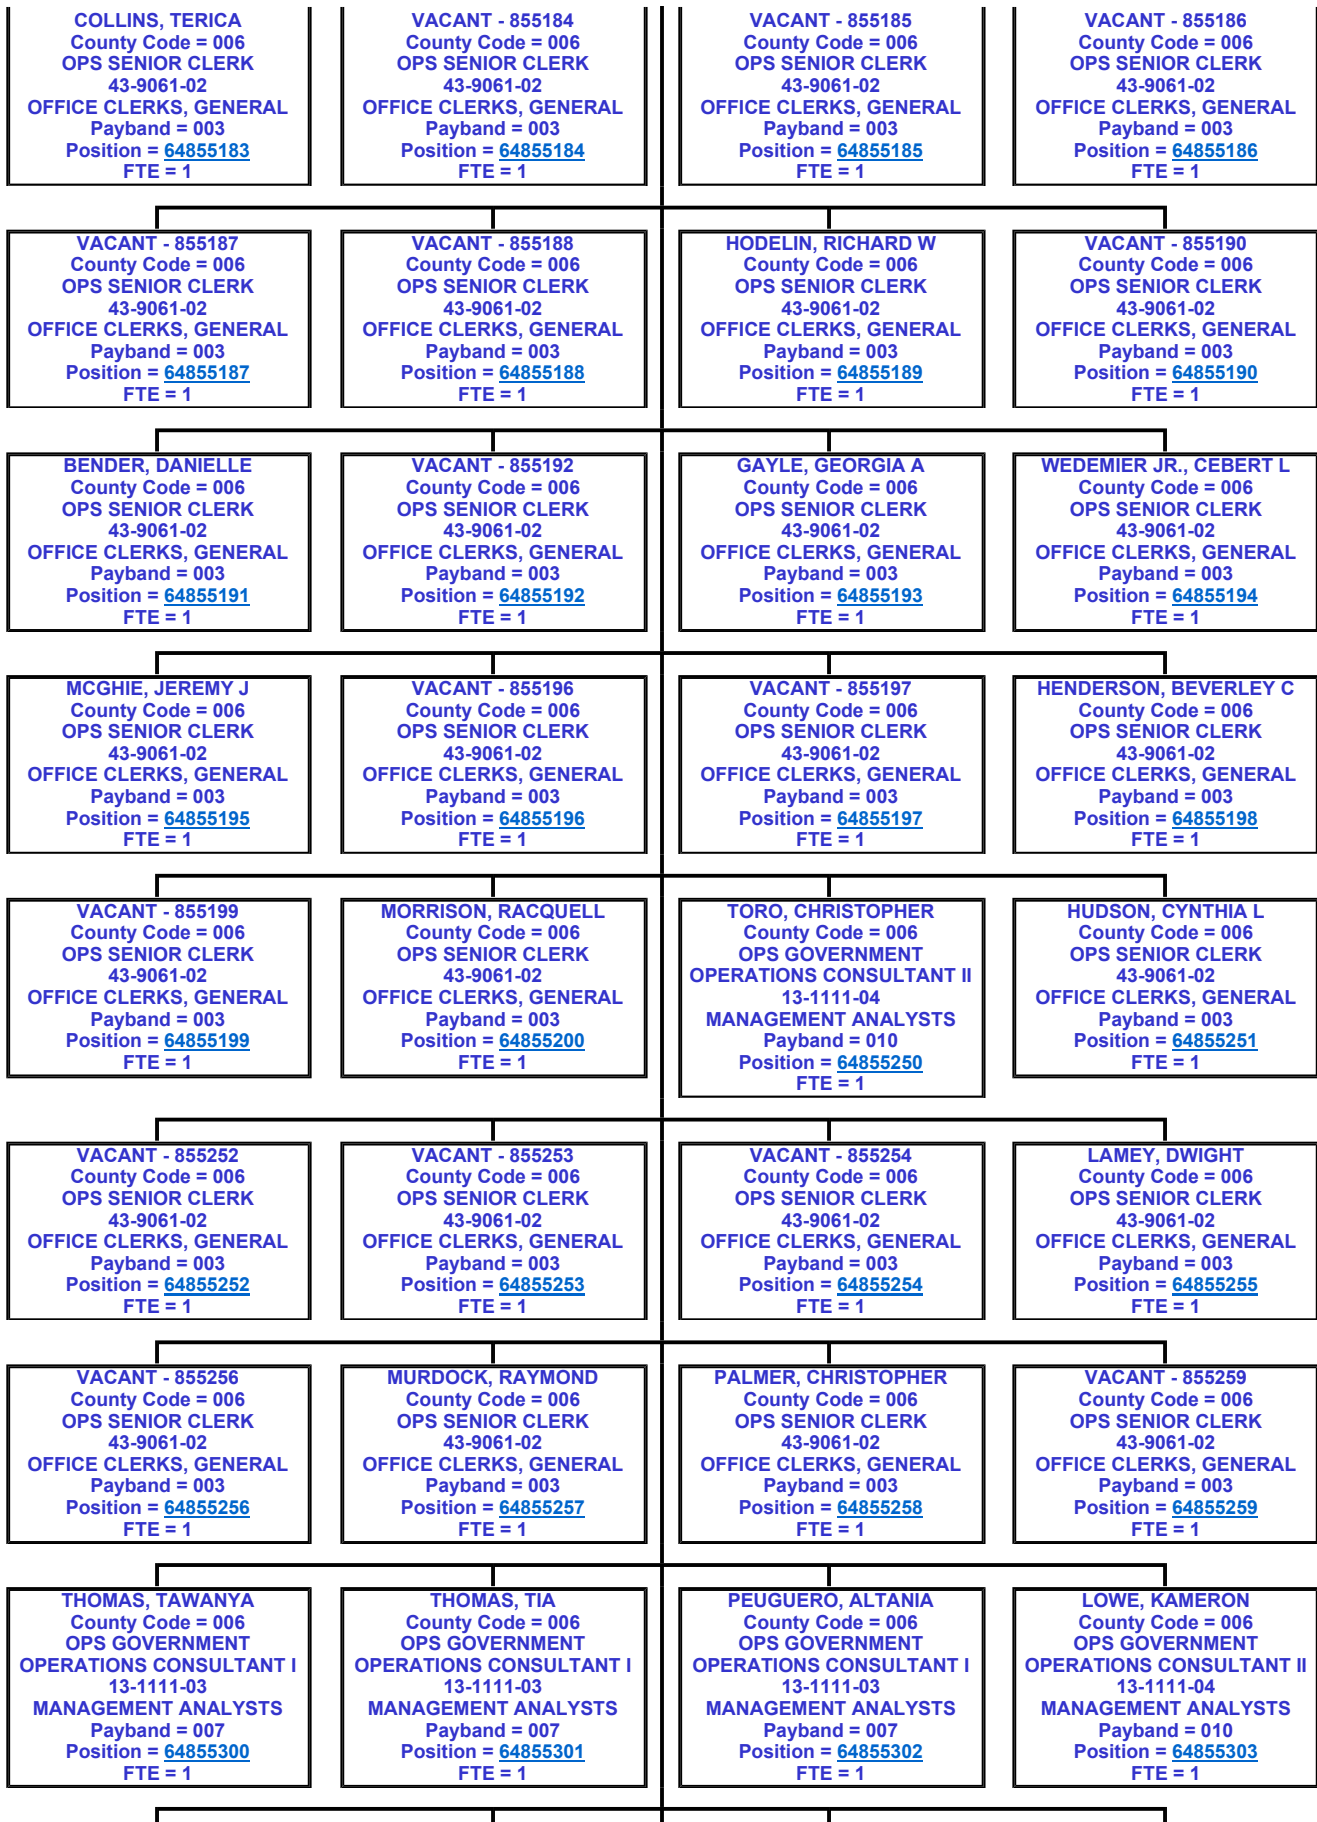 COLLINS, TERICA
County Code = 006
OPS SENIOR CLERK
43-9061-02
OFFICE CLERKS, GENERAL
Payband = 003
Position = 64855183
FTE = 1
VACANT - 855184
County Code = 006
OPS SENIOR CLERK
43-9061-02
OFFICE CLERKS, GENERAL
Payband = 003
Position = 64855184
FTE = 1
VACANT - 855185
County Code = 006
OPS SENIOR CLERK
43-9061-02
OFFICE CLERKS, GENERAL
Payband = 003
Position = 64855185
FTE = 1
VACANT - 855186
County Code = 006
OPS SENIOR CLERK
43-9061-02
OFFICE CLERKS, GENERAL
Payband = 003
Position = 64855186
FTE = 1
VACANT - 855187
County Code = 006
OPS SENIOR CLERK
43-9061-02
OFFICE CLERKS, GENERAL
Payband = 003
Position = 64855187
FTE = 1
VACANT - 855188
County Code = 006
OPS SENIOR CLERK
43-9061-02
OFFICE CLERKS, GENERAL
Payband = 003
Position = 64855188
FTE = 1
HODELIN, RICHARD W
County Code = 006
OPS SENIOR CLERK
43-9061-02
OFFICE CLERKS, GENERAL
Payband = 003
Position = 64855189
FTE = 1
VACANT - 855190
County Code = 006
OPS SENIOR CLERK
43-9061-02
OFFICE CLERKS, GENERAL
Payband = 003
Position = 64855190
FTE = 1
BENDER, DANIELLE
County Code = 006
OPS SENIOR CLERK
43-9061-02
OFFICE CLERKS, GENERAL
Payband = 003
Position = 64855191
FTE = 1
VACANT - 855192
County Code = 006
OPS SENIOR CLERK
43-9061-02
OFFICE CLERKS, GENERAL
Payband = 003
Position = 64855192
FTE = 1
GAYLE, GEORGIA A
County Code = 006
OPS SENIOR CLERK
43-9061-02
OFFICE CLERKS, GENERAL
Payband = 003
Position = 64855193
FTE = 1
WEDEMIER JR., CEBERT L
County Code = 006
OPS SENIOR CLERK
43-9061-02
OFFICE CLERKS, GENERAL
Payband = 003
Position = 64855194
FTE = 1
MCGHIE, JEREMY J
County Code = 006
OPS SENIOR CLERK
43-9061-02
OFFICE CLERKS, GENERAL
Payband = 003
Position = 64855195
FTE = 1
VACANT - 855196
County Code = 006
OPS SENIOR CLERK
43-9061-02
OFFICE CLERKS, GENERAL
Payband = 003
Position = 64855196
FTE = 1
VACANT - 855197
County Code = 006
OPS SENIOR CLERK
43-9061-02
OFFICE CLERKS, GENERAL
Payband = 003
Position = 64855197
FTE = 1
HENDERSON, BEVERLEY C
County Code = 006
OPS SENIOR CLERK
43-9061-02
OFFICE CLERKS, GENERAL
Payband = 003
Position = 64855198
FTE = 1
VACANT - 855199
County Code = 006
OPS SENIOR CLERK
43-9061-02
OFFICE CLERKS, GENERAL
Payband = 003
Position = 64855199
FTE = 1
MORRISON, RACQUELL
County Code = 006
OPS SENIOR CLERK
43-9061-02
OFFICE CLERKS, GENERAL
Payband = 003
Position = 64855200
FTE = 1
TORO, CHRISTOPHER
County Code = 006
OPS GOVERNMENT
OPERATIONS CONSULTANT II
13-1111-04
MANAGEMENT ANALYSTS
Payband = 010
Position = 64855250
FTE = 1
HUDSON, CYNTHIA L
County Code = 006
OPS SENIOR CLERK
43-9061-02
OFFICE CLERKS, GENERAL
Payband = 003
Position = 64855251
FTE = 1
VACANT - 855252
County Code = 006
OPS SENIOR CLERK
43-9061-02
OFFICE CLERKS, GENERAL
Payband = 003
Position = 64855252
FTE = 1
VACANT - 855253
County Code = 006
OPS SENIOR CLERK
43-9061-02
OFFICE CLERKS, GENERAL
Payband = 003
Position = 64855253
FTE = 1
VACANT - 855254
County Code = 006
OPS SENIOR CLERK
43-9061-02
OFFICE CLERKS, GENERAL
Payband = 003
Position = 64855254
FTE = 1
LAMEY, DWIGHT
County Code = 006
OPS SENIOR CLERK
43-9061-02
OFFICE CLERKS, GENERAL
Payband = 003
Position = 64855255
FTE = 1
VACANT - 855256
County Code = 006
OPS SENIOR CLERK
43-9061-02
OFFICE CLERKS, GENERAL
Payband = 003
Position = 64855256
FTE = 1
MURDOCK, RAYMOND
County Code = 006
OPS SENIOR CLERK
43-9061-02
OFFICE CLERKS, GENERAL
Payband = 003
Position = 64855257
FTE = 1
PALMER, CHRISTOPHER
County Code = 006
OPS SENIOR CLERK
43-9061-02
OFFICE CLERKS, GENERAL
Payband = 003
Position = 64855258
FTE = 1
VACANT - 855259
County Code = 006
OPS SENIOR CLERK
43-9061-02
OFFICE CLERKS, GENERAL
Payband = 003
Position = 64855259
FTE = 1
THOMAS, TAWANYA
County Code = 006
OPS GOVERNMENT
OPERATIONS CONSULTANT I
13-1111-03
MANAGEMENT ANALYSTS
Payband = 007
Position = 64855300
FTE = 1
THOMAS, TIA
County Code = 006
OPS GOVERNMENT
OPERATIONS CONSULTANT I
13-1111-03
MANAGEMENT ANALYSTS
Payband = 007
Position = 64855301
FTE = 1
PEUGUERO, ALTANIA
County Code = 006
OPS GOVERNMENT
OPERATIONS CONSULTANT I
13-1111-03
MANAGEMENT ANALYSTS
Payband = 007
Position = 64855302
FTE = 1
LOWE, KAMERON
County Code = 006
OPS GOVERNMENT
OPERATIONS CONSULTANT II
13-1111-04
MANAGEMENT ANALYSTS
Payband = 010
Position = 64855303
FTE = 1